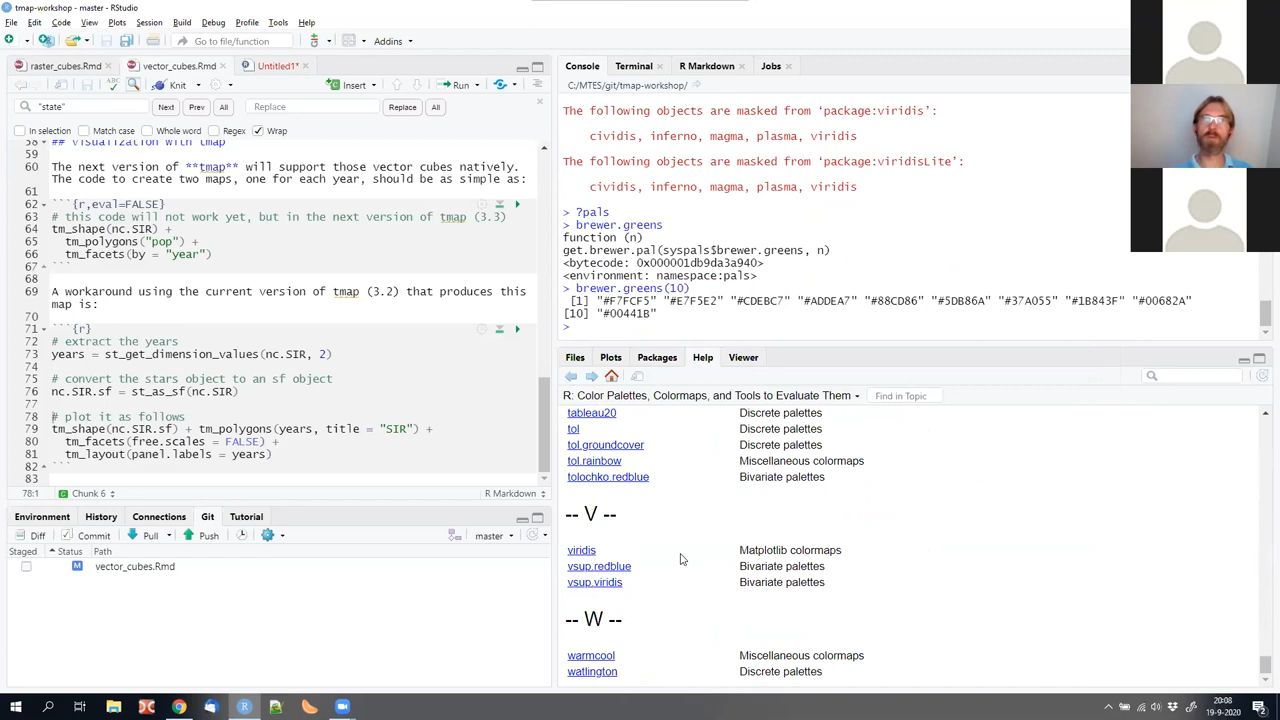 tmap-workshop - master - RStudio
File Edit Code View Plots Session Build Debug Profile Tools Help
Go to file/function Addins
raster_cubes.Rmd vector_cubes.Rmd Untitled1*
Knit Insert Run
"state" Next Prev All Replace Replace All
In selection Match case Whole word Regex Wrap
58 ## Visualization with tmap
59
60 The next version of **tmap** will support those vector cubes natively.
The code to create two maps, one for each year, should be as simple as:
61
62 ```{r,eval=FALSE}
63 # this code will not work yet, but in the next version of tmap (3.3)
64 tm_shape(nc.SIR) +
65 tm_polygons("pop") +
66 tm_facets(by = "year")
67 ```
68
69 A workaround using the current version of tmap (3.2) that produces this
map is:
70
71 ```{r}
72 # extract the years
73 years = st_get_dimension_values(nc.SIR, 2)
74
75 # convert the stars object to an sf object
76 nc.SIR.sf = st_as_sf(nc.SIR)
77
78 # plot it as follows
79 tm_shape(nc.SIR.sf) + tm_polygons(years, title = "SIR") +
80 tm_facets(free.scales = FALSE) +
81 tm_layout(panel.labels = years)
82 ```
83
78:1 Chunk 6 R Markdown
Environment History Connections Git Tutorial
Diff Commit Pull Push master
Staged Status Path
M vector_cubes.Rmd
Console Terminal R Markdown Jobs
C:/MTES/git/tmap-workshop/
The following objects are masked from ‘package:viridis’:
cividis, inferno, magma, plasma, viridis
The following objects are masked from ‘package:viridisLite’:
cividis, inferno, magma, plasma, viridis
> ?pals
> brewer.greens
function (n)
get.brewer.pal(syspals$brewer.greens, n)
<bytecode: 0x000001db9da3a940>
<environment: namespace:pals>
> brewer.greens(10)
[1] "#F7FCF5" "#E7F5E2" "#CDEBC7" "#ADDEA7" "#88CD86" "#5DB86A" "#37A055" "#1B843F" "#00682A"
[10] "#00441B"
>
Files Plots Packages Help Viewer
R: Color Palettes, Colormaps, and Tools to Evaluate Them Find in Topic
tableau20 Discrete palettes
tol Discrete palettes
tol.groundcover Discrete palettes
tol.rainbow Miscellaneous colormaps
tolochko.redblue Bivariate palettes
-- V --
viridis Matplotlib colormaps
vsup.redblue Bivariate palettes
vsup.viridis Bivariate palettes
-- W --
warmcool Miscellaneous colormaps
watlington Discrete palettes
20:08
19-9-2020
2